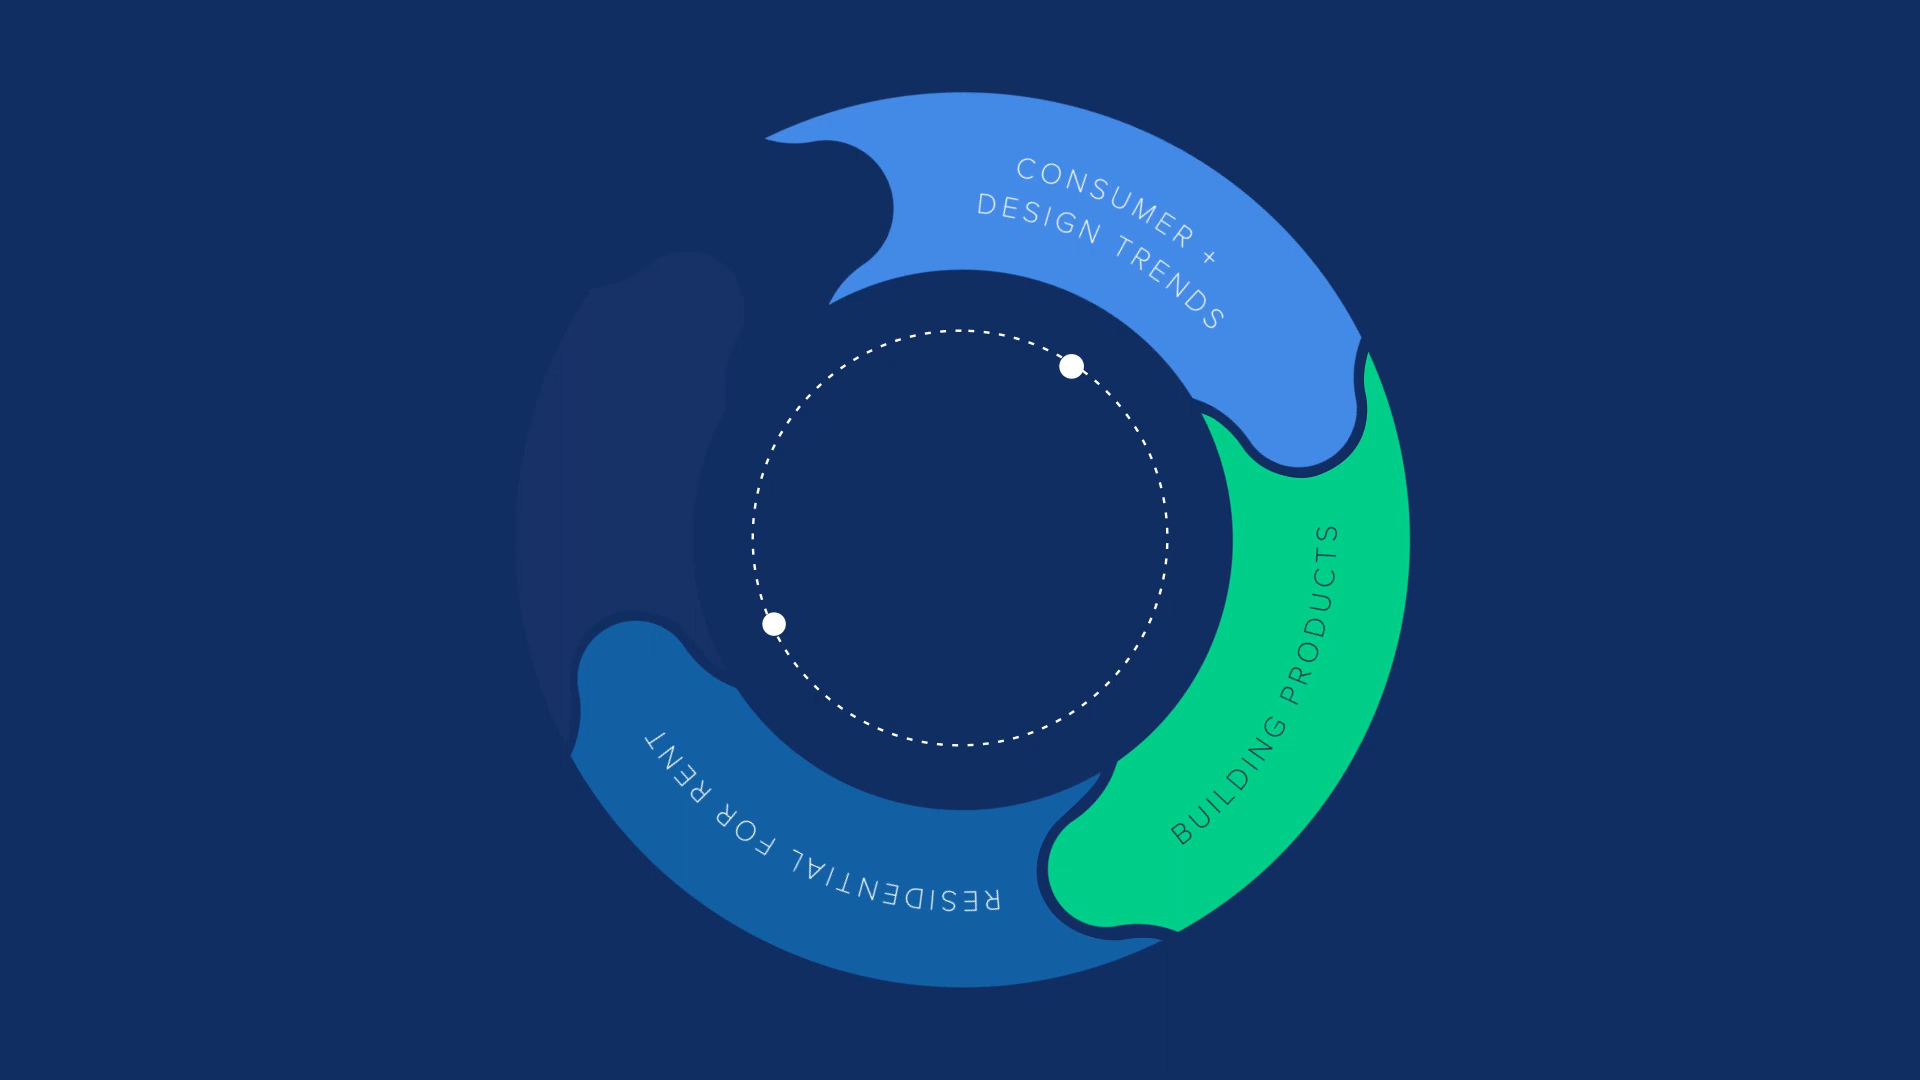 CONSUMER +
DESIGN TRENDS
BUILDING PRODUCTS
RESIDENTIAL FOR RENT